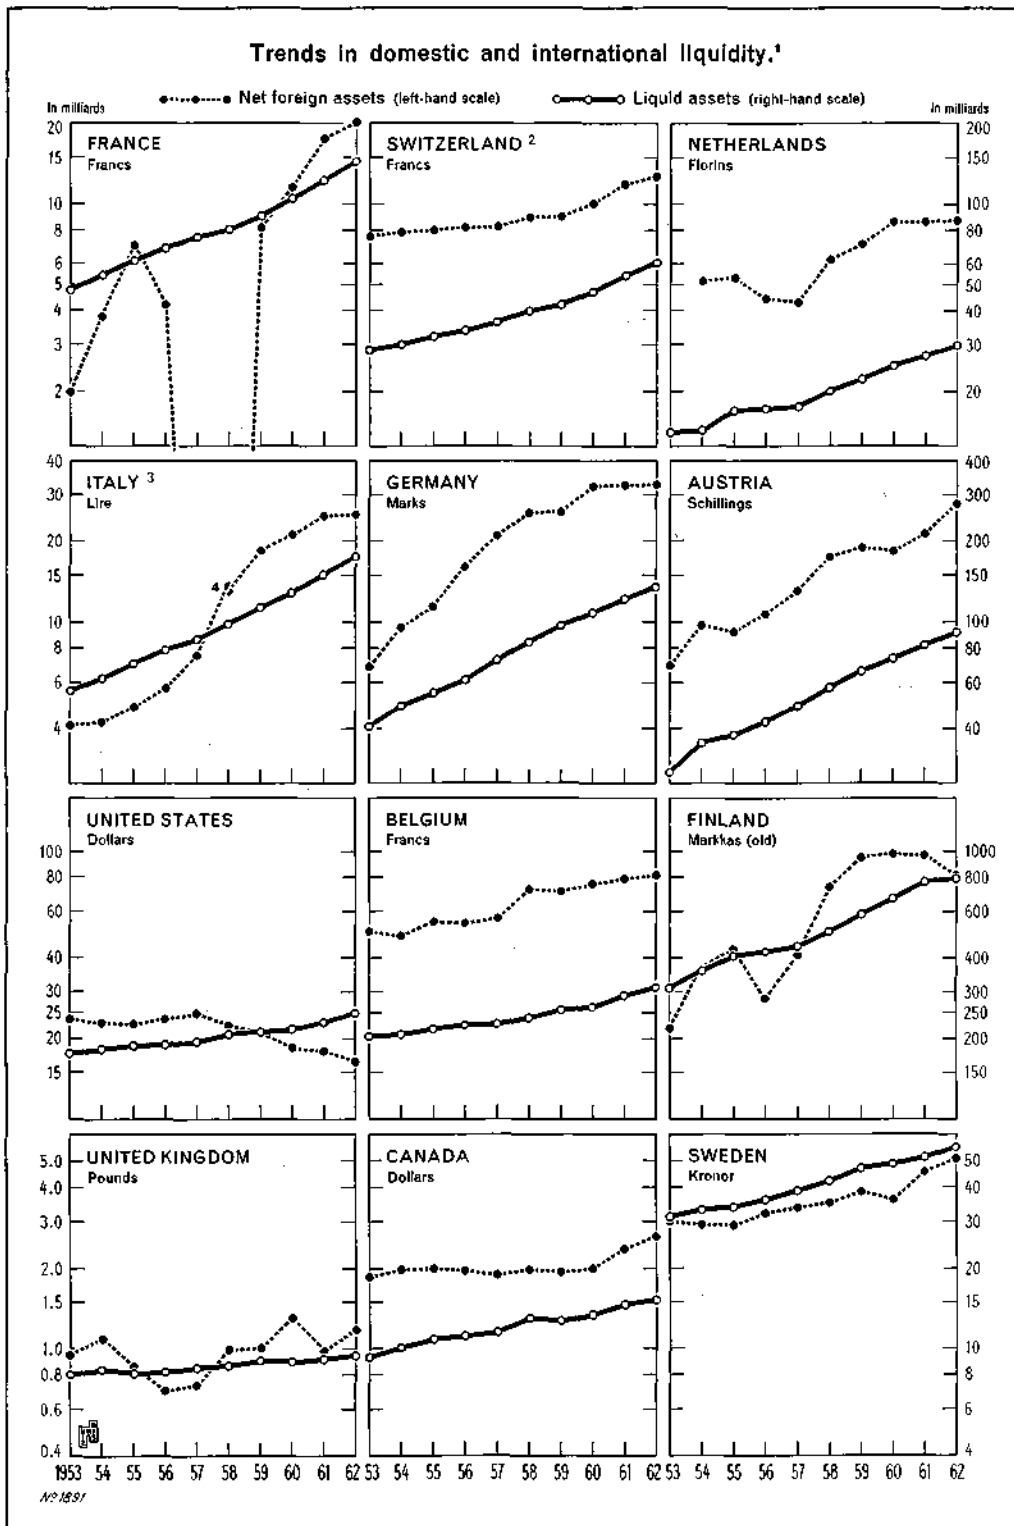 Trends in domestic and international liquidity.¹
In milliards
Net foreign assets (left-hand scale)
Liquid assets (right-hand scale)
In milliards
FRANCE
Francs
SWITZERLAND ²
Francs
NETHERLANDS
Florins
20
15
10
8
6
5
4
3
2
200
150
100
80
60
50
40
30
20
ITALY ³
Lire
GERMANY
Marks
AUSTRIA
Schillings
40
30
20
15
10
8
6
4
4
400
300
200
150
100
80
60
40
UNITED STATES
Dollars
BELGIUM
Francs
FINLAND
Markkas (old)
100
80
60
40
30
25
20
15
1000
800
600
400
300
250
200
150
UNITED KINGDOM
Pounds
CANADA
Dollars
SWEDEN
Kronor
5.0
4.0
3.0
2.0
1.5
1.0
0.8
0.6
0.4
50
40
30
20
15
10
8
6
4
1953 54 55 56 57 58 59 60 61 62
53 54 55 56 57 58 59 60 61 62
53 54 55 56 57 58 59 60 61 62
Nº 1891